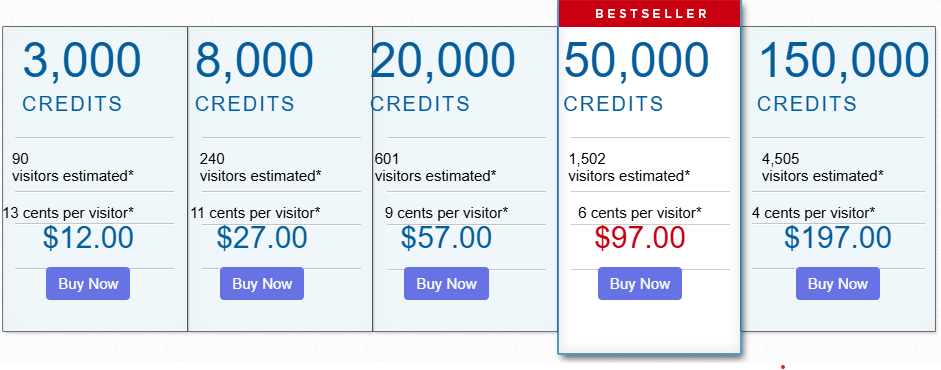 BESTSELLER
3,000
CREDITS
90
visitors estimated*
13 cents per visitor*
$12.00
Buy Now
8,000
CREDITS
240
visitors estimated*
11 cents per visitor*
$27.00
Buy Now
20,000
CREDITS
601
visitors estimated*
9 cents per visitor*
$57.00
Buy Now
50,000
CREDITS
1,502
visitors estimated*
6 cents per visitor*
$97.00
Buy Now
150,000
CREDITS
4,505
visitors estimated*
4 cents per visitor*
$197.00
Buy Now